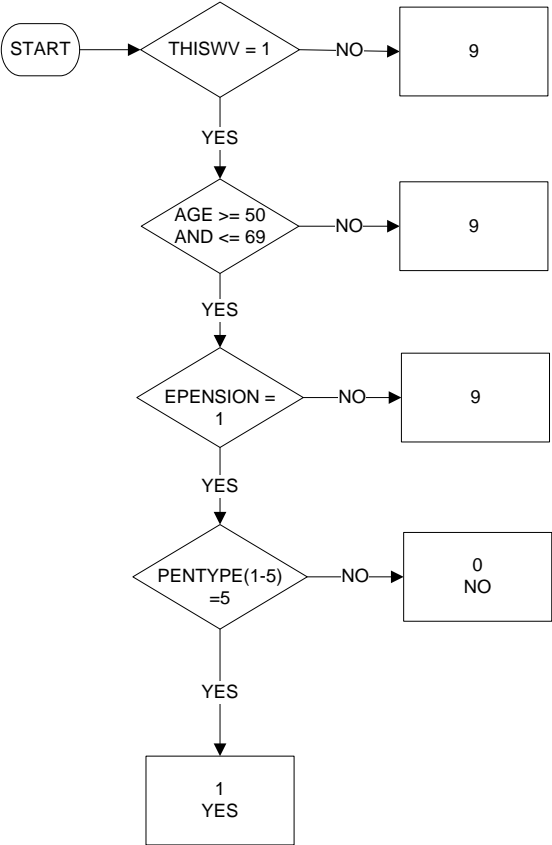 START
THISWV = 1
NO
9
YES
AGE >= 50
AND <= 69
NO
9
YES
EPENSION =
1
NO
9
YES
PENTYPE(1-5)
=5
NO
0
NO
YES
1
YES